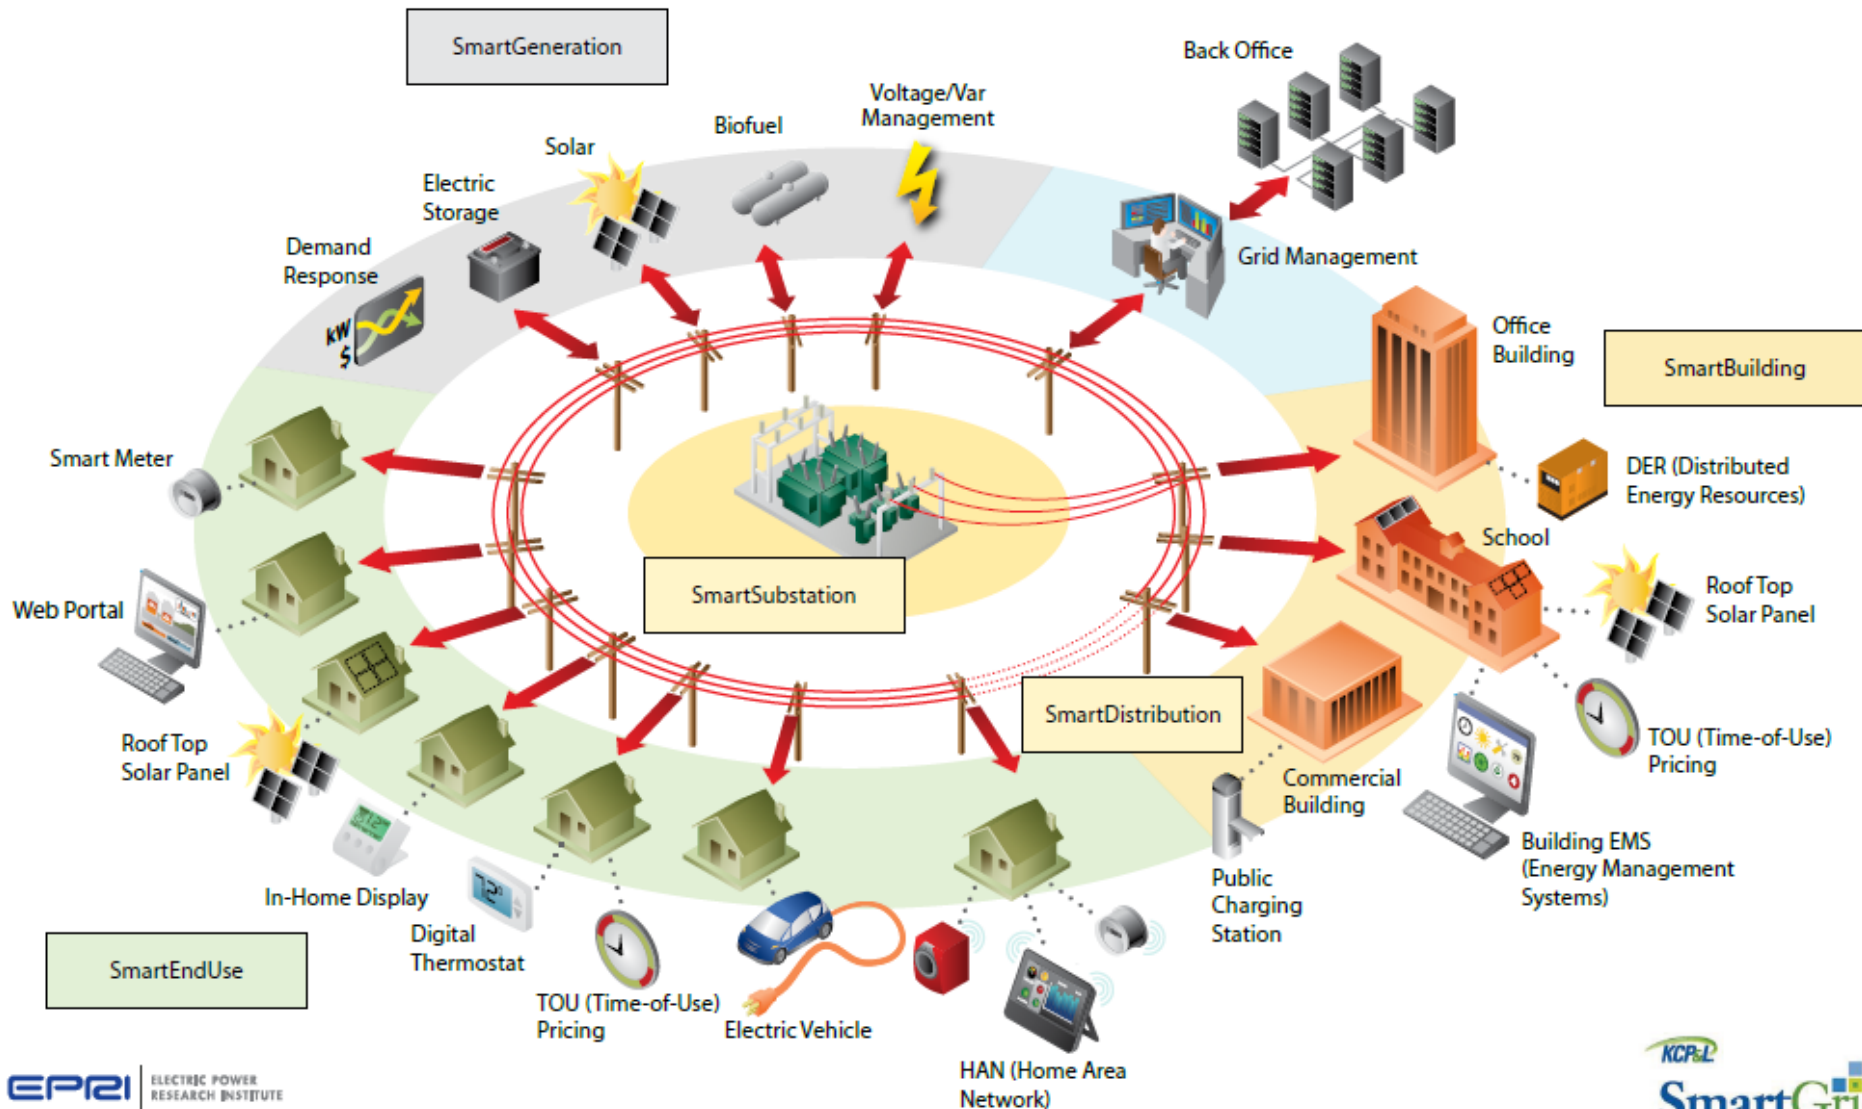 SmartGeneration
Back Office
Voltage/Var
Management
Biofuel
Solar
Electric
Storage
Demand
Response
kW
$
Grid Management
Office
Building
SmartBuilding
DER (Distributed
Energy Resources)
School
Roof Top
Solar Panel
TOU (Time-of-Use)
Pricing
Building EMS
(Energy Management
Systems)
Commercial
Building
Public
Charging
Station
SmartSubstation
SmartDistribution
Smart Meter
Web Portal
Roof Top
Solar Panel
In-Home Display
Digital
Thermostat
72
TOU (Time-of-Use)
Pricing
Electric Vehicle
HAN (Home Area
Network)
SmartEndUse
EPRI
ELECTRIC POWER
RESEARCH INSTITUTE
KCP&L
SmartGri